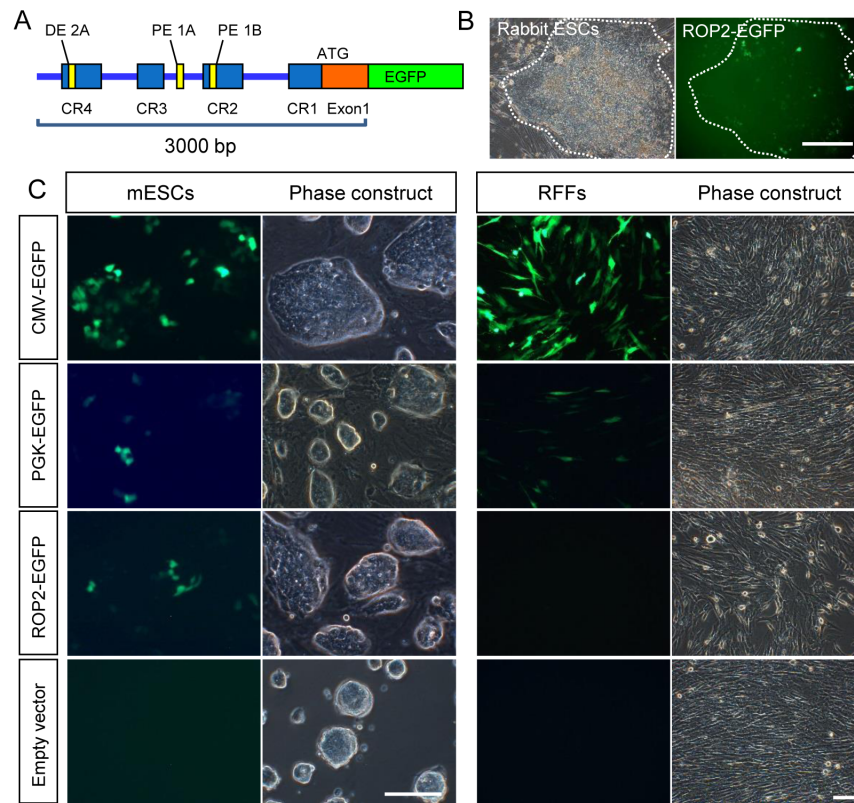 A
DE 2A PE 1A PE 1B
ATG
EGFP
CR4 CR3 CR2 CR1 Exon1
3000 bp
B
Rabbit ESCs ROP2-EGFP
C
mESCs Phase construct RFFs Phase construct
CMV-EGFP
PGK-EGFP
ROP2-EGFP
Empty vector